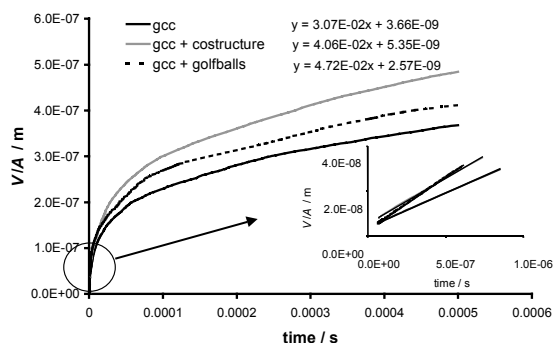 7.0E-07
6.0E-07
5.0E-07
4.0E-07
3.0E-07
2.0E-07
1.0E-07
0.0E+00
V/A / m
gcc y = 3.07E-02x + 3.66E-09
gcc + costructure y = 4.06E-02x + 5.35E-09
gcc + golfballs y = 4.72E-02x + 2.57E-09
4.0E-08
2.0E-08
0.0E+00
V/A / m
0.0E+00 5.0E-07 1.0E-06
time / s
0 0.0001 0.0002 0.0003 0.0004 0.0005 0.0006
time / s